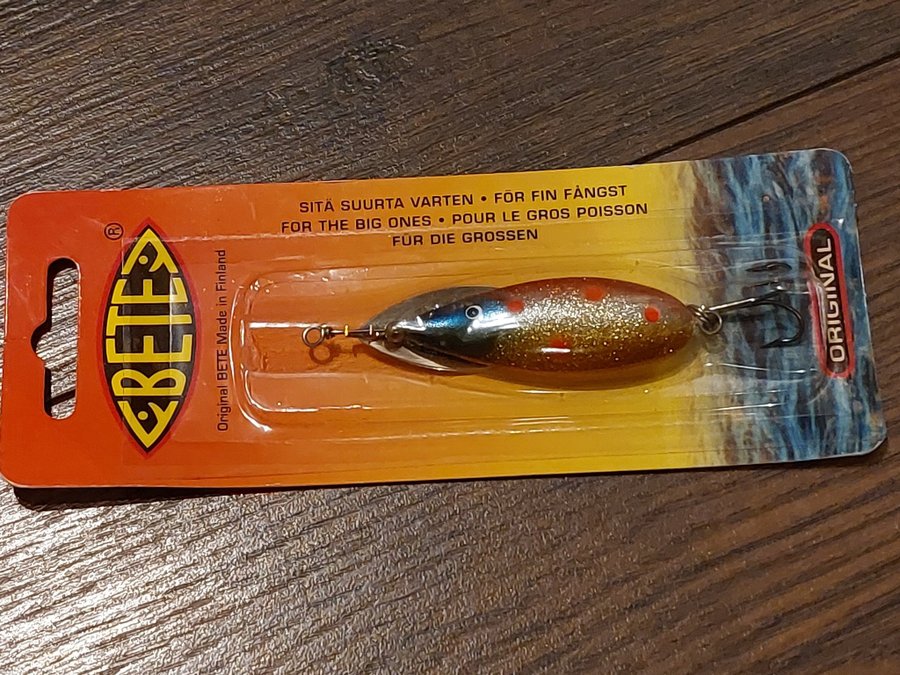 SITÄ SUURTA VARTEN • FÖR FIN FÅNGST
FOR THE BIG ONES • POUR LE GROS POISSON
FÜR DIE GROSSEN
BETE
®
Original BETE Made in Finland
ORIGINAL